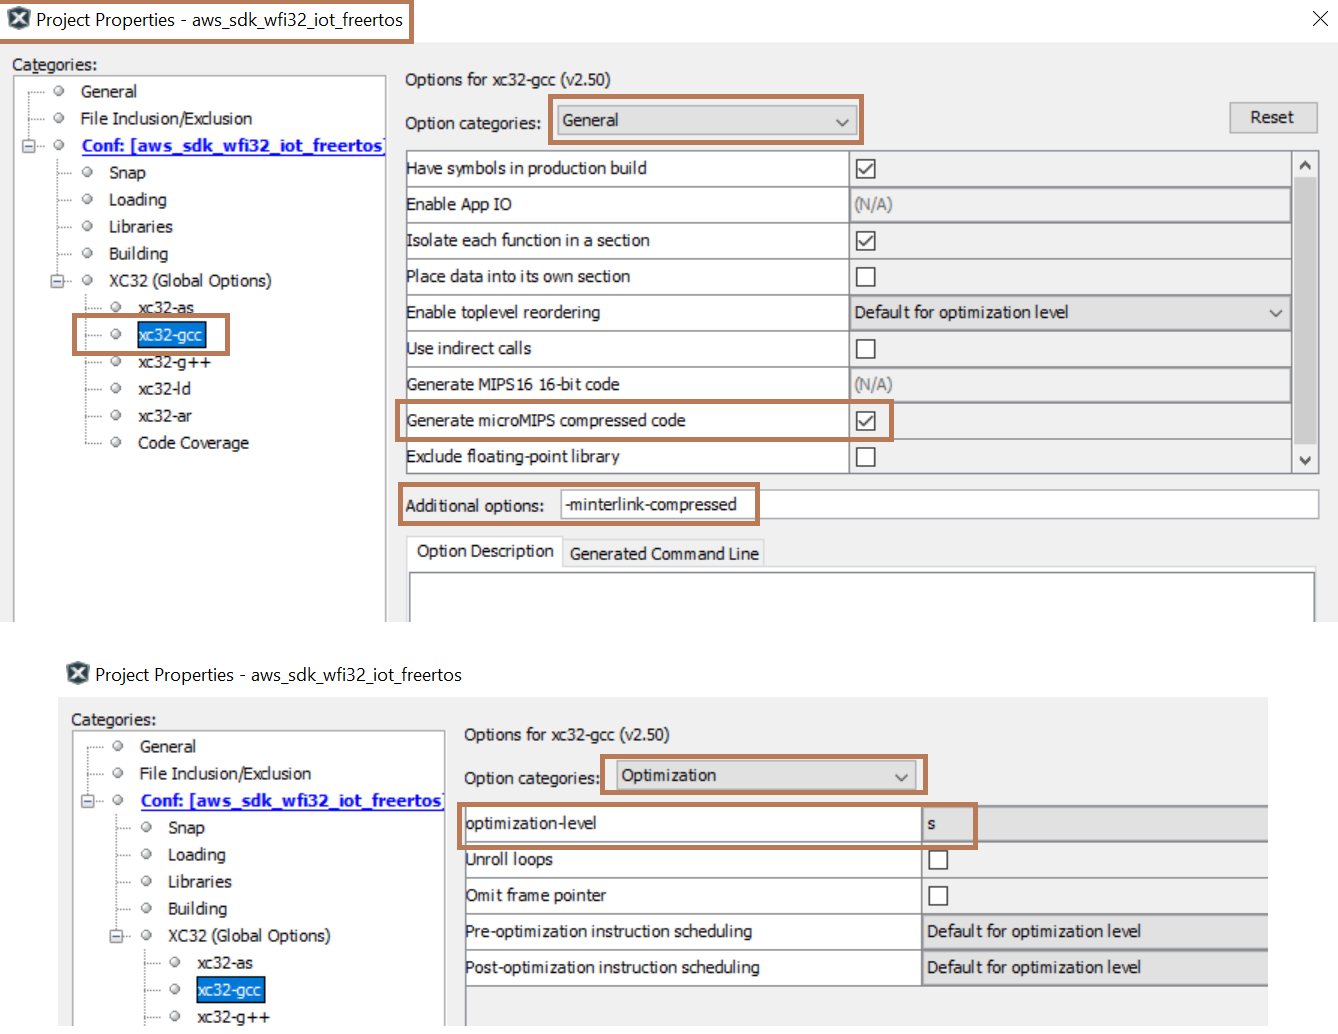 Project Properties - aws_sdk_wfi32_iot_freertos
Categories:
General
File Inclusion/Exclusion
Conf: [aws_sdk_wfi32_iot_freertos]
Snap
Loading
Libraries
Building
XC32 (Global Options)
xc32-as
xc32-gcc
xc32-g++
xc32-ld
xc32-ar
Code Coverage
Options for xc32-gcc (v2.50)
Option categories: General
Reset
Have symbols in production build
Enable App IO (N/A)
Isolate each function in a section
Place data into its own section
Enable toplevel reordering Default for optimization level
Use indirect calls
Generate MIPS16 16-bit code (N/A)
Generate microMIPS compressed code
Exclude floating-point library
Additional options: -minterlink-compressed
Option Description Generated Command Line
Project Properties - aws_sdk_wfi32_iot_freertos
Categories:
General
File Inclusion/Exclusion
Conf: [aws_sdk_wfi32_iot_freertos]
Snap
Loading
Libraries
Building
XC32 (Global Options)
xc32-as
xc32-gcc
xc32-g++
Options for xc32-gcc (v2.50)
Option categories: Optimization
optimization-level s
Unroll loops
Omit frame pointer
Pre-optimization instruction scheduling Default for optimization level
Post-optimization instruction scheduling Default for optimization level